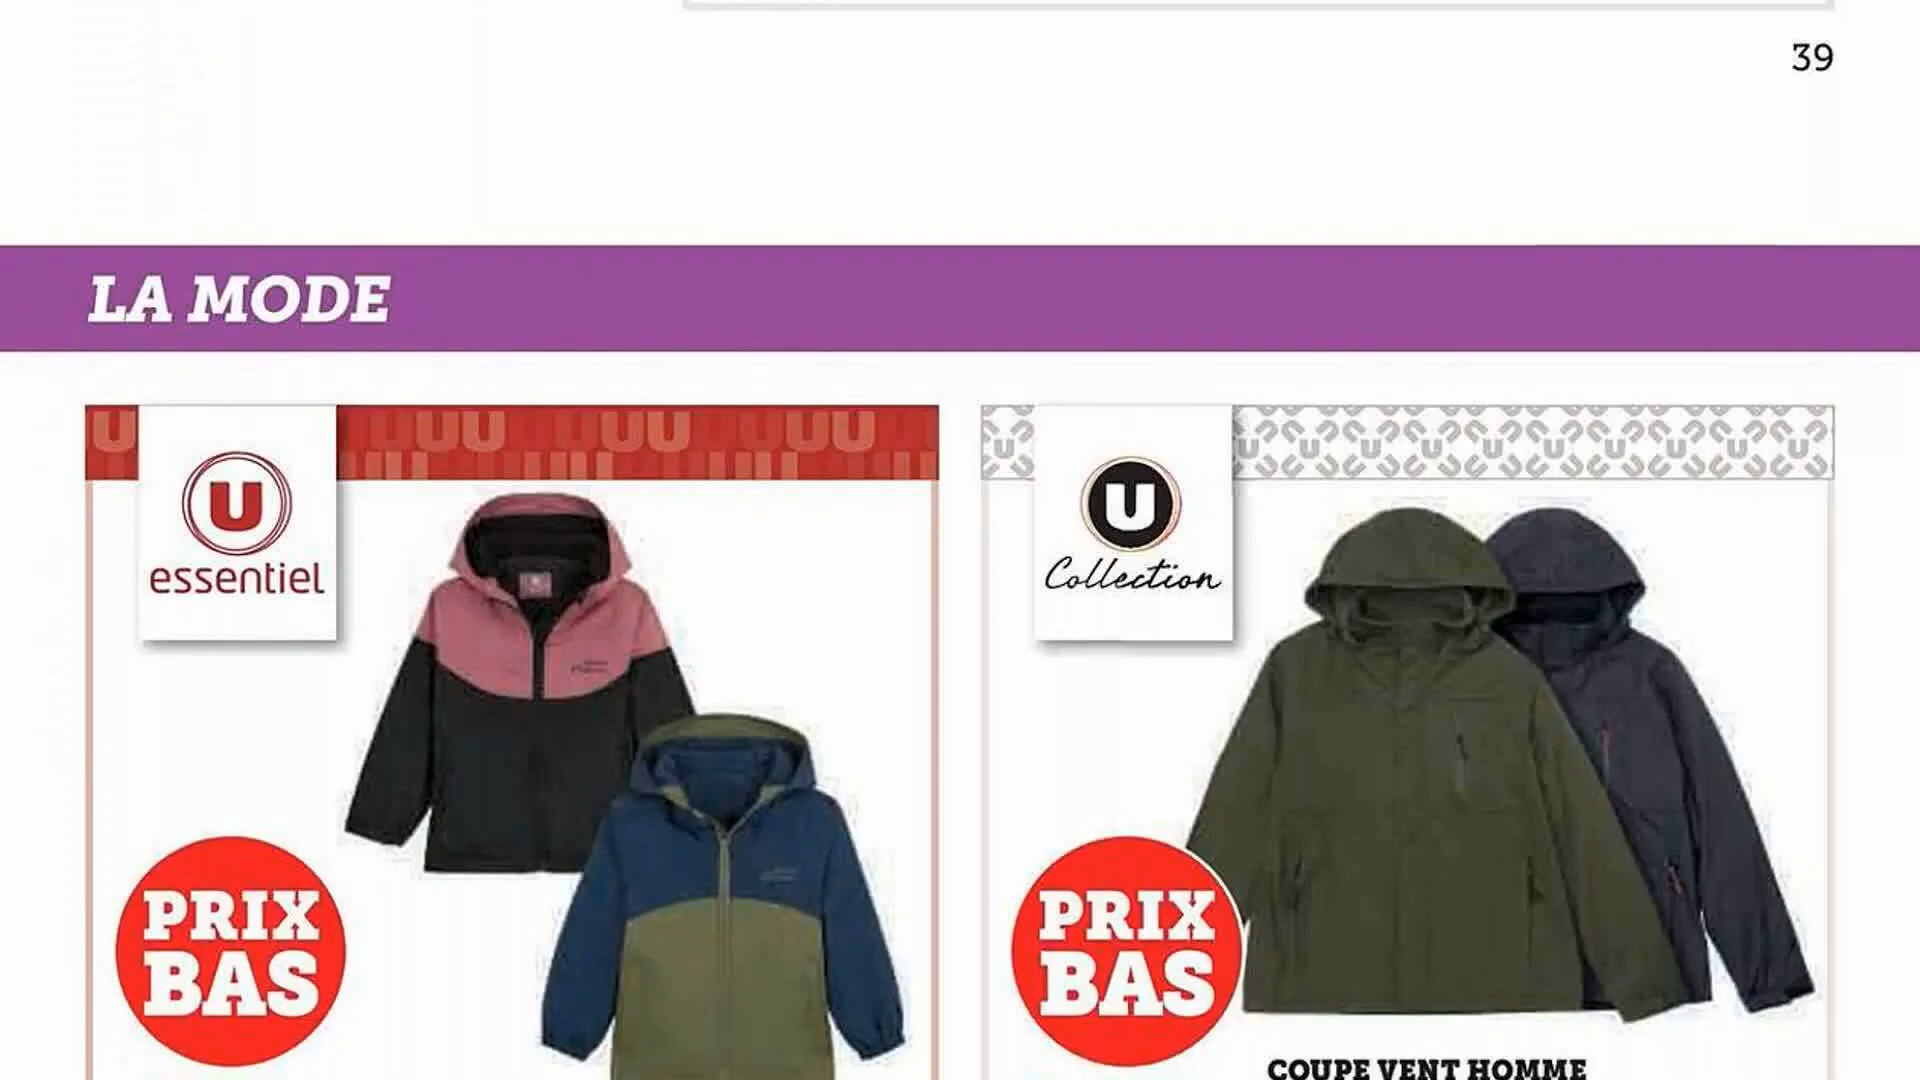 39
LA MODE
U
essentiel
PRIX
BAS
U
Collection
PRIX
BAS
COUPE VENT HOMME